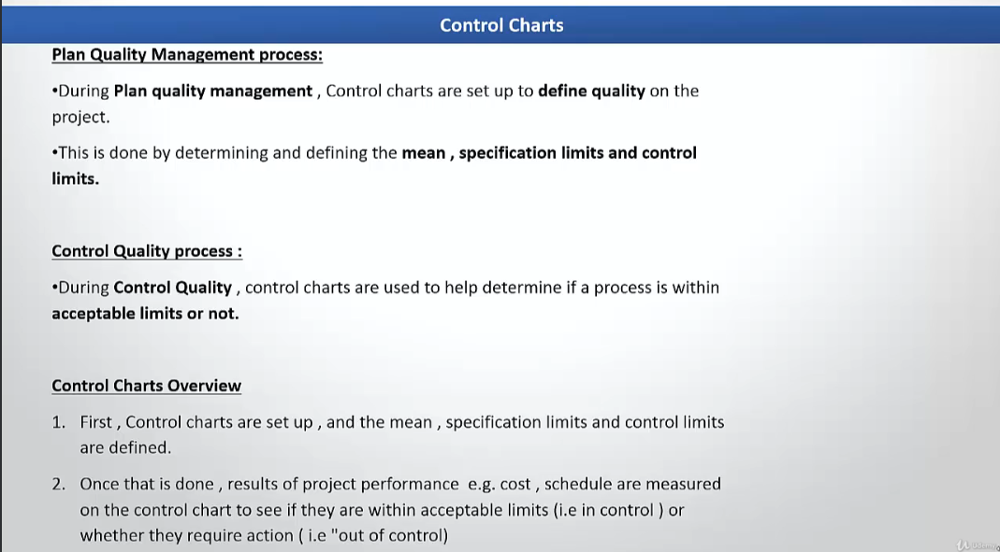 Control Charts
Plan Quality Management process:
•During Plan quality management , Control charts are set up to define quality on the
project.
•This is done by determining and defining the mean , specification limits and control
limits.
Control Quality process :
•During Control Quality , control charts are used to help determine if a process is within
acceptable limits or not.
Control Charts Overview
1. First , Control charts are set up , and the mean , specification limits and control limits
are defined.
2. Once that is done , results of project performance e.g. cost , schedule are measured
on the control chart to see if they are within acceptable limits (i.e in control ) or
whether they require action ( i.e "out of control)
Udemy